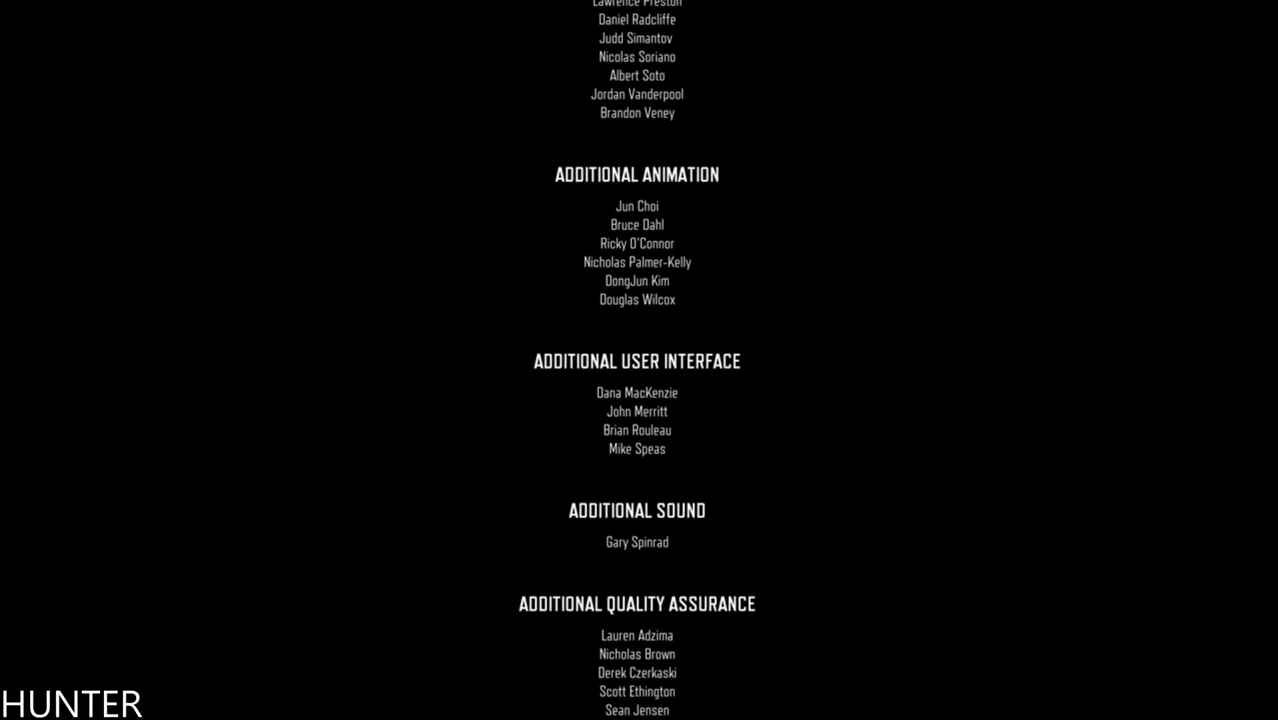 Lawrence Preston
Daniel Radcliffe
Judd Simantov
Nicolas Soriano
Albert Soto
Jordan Vanderpool
Brandon Veney
ADDITIONAL ANIMATION
Jun Choi
Bruce Dahl
Ricky O'Connor
Nicholas Palmer-Kelly
DongJun Kim
Douglas Wilcox
ADDITIONAL USER INTERFACE
Dana MacKenzie
John Merritt
Brian Rouleau
Mike Speas
ADDITIONAL SOUND
Gary Spinrad
ADDITIONAL QUALITY ASSURANCE
Lauren Adzima
Nicholas Brown
Derek Czerkaski
Scott Ethington
Sean Jensen
HUNTER